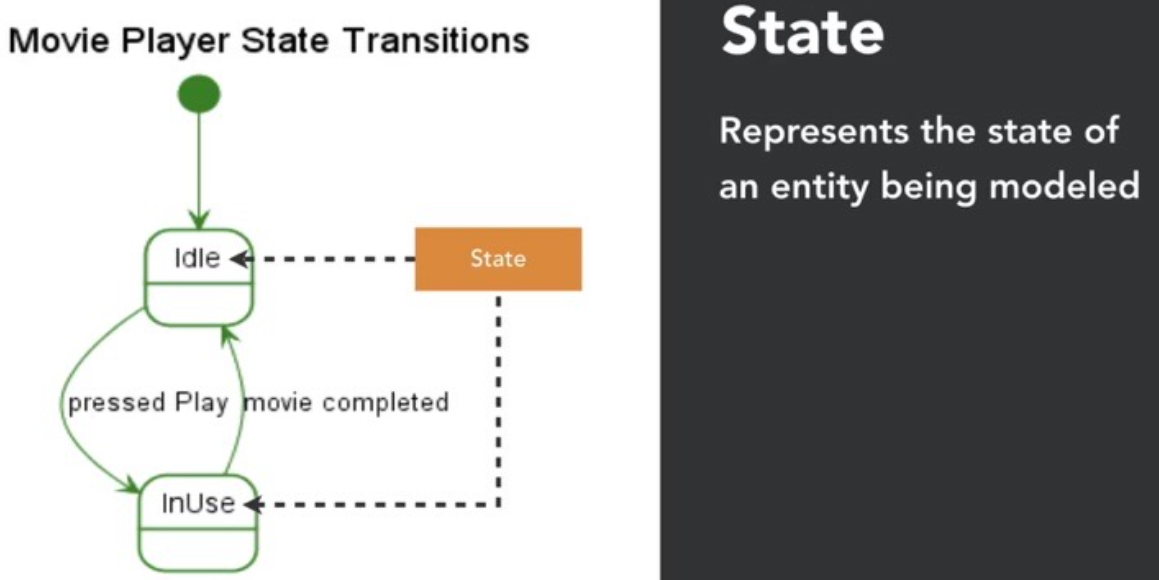 Movie Player State Transitions
Idle
State
pressed Play
movie completed
InUse
State
Represents the state of
an entity being modeled